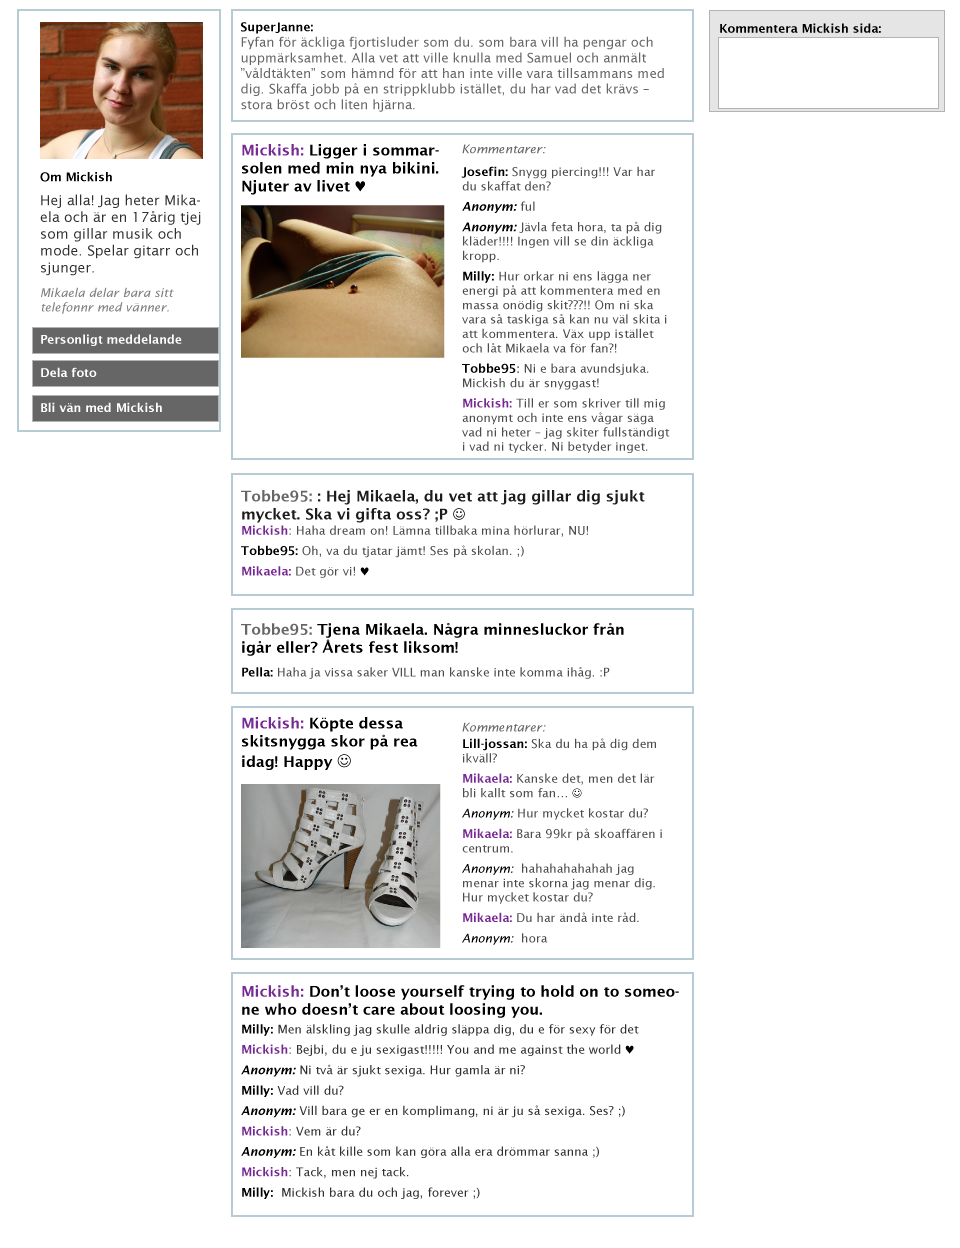 Om Mickish
Hej alla! Jag heter Mika-
ela och är en 17årig tjej
som gillar musik och
mode. Spelar gitarr och
sjunger.
Mikaela delar bara sitt
telefonnr med vänner.
Personligt meddelande
Dela foto
Bli vän med Mickish
SuperJanne:
Fyfan för äckliga fjortisluder som du. som bara vill ha pengar och
uppmärksamhet. Alla vet att ville knulla med Samuel och anmält
"våldtäkten" som hämnd för att han inte ville vara tillsammans med
dig. Skaffa jobb på en strippklubb istället, du har vad det krävs –
stora bröst och liten hjärna.
Mickish: Ligger i sommar-
solen med min nya bikini.
Njuter av livet ♥
Kommentarer:
Josefin: Snygg piercing!!! Var har
du skaffat den?
Anonym: ful
Anonym: Jävla feta hora, ta på dig
kläder!!!! Ingen vill se din äckliga
kropp.
Milly: Hur orkar ni ens lägga ner
energi på att kommentera med en
massa onödig skit???!! Om ni ska
vara så taskiga så kan nu väl skita i
att kommentera. Väx upp istället
och låt Mikaela va för fan?!
Tobbe95: Ni e bara avundsjuka.
Mickish du är snyggast!
Mickish: Till er som skriver till mig
anonymt och inte ens vågar säga
vad ni heter – jag skiter fullständigt
i vad ni tycker. Ni betyder inget.
Tobbe95: : Hej Mikaela, du vet att jag gillar dig sjukt
mycket. Ska vi gifta oss? ;P ☺
Mickish: Haha dream on! Lämna tillbaka mina hörlurar, NU!
Tobbe95: Oh, va du tjatar jämt! Ses på skolan. ;)
Mikaela: Det gör vi! ♥
Tobbe95: Tjena Mikaela. Några minnesluckor från
igår eller? Årets fest liksom!
Pella: Haha ja vissa saker VILL man kanske inte komma ihåg. :P
Mickish: Köpte dessa
skitsnygga skor på rea
idag! Happy ☺
Kommentarer:
Lill-jossan: Ska du ha på dig dem
ikväll?
Mikaela: Kanske det, men det lär
bli kallt som fan... ☺
Anonym: Hur mycket kostar du?
Mikaela: Bara 99kr på skoaffären i
centrum.
Anonym: hahahahahahah jag
menar inte skorna jag menar dig.
Hur mycket kostar du?
Mikaela: Du har ändå inte råd.
Anonym: hora
Mickish: Don't loose yourself trying to hold on to someo-
ne who doesn't care about loosing you.
Milly: Men älskling jag skulle aldrig släppa dig, du e för sexy för det
Mickish: Bejbi, du e ju sexigast!!!!! You and me against the world ♥
Anonym: Ni två är sjukt sexiga. Hur gamla är ni?
Milly: Vad vill du?
Anonym: Vill bara ge er en komplimang, ni är ju så sexiga. Ses? ;)
Mickish: Vem är du?
Anonym: En kåt kille som kan göra alla era drömmar sanna ;)
Mickish: Tack, men nej tack.
Milly: Mickish bara du och jag, forever ;)
Kommentera Mickish sida: